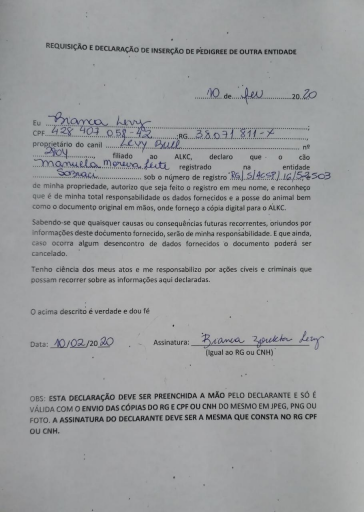 REQUISIÇÃO E DECLARAÇÃO DE INSERÇÃO DE PEDIGREE DE OUTRA ENTIDADE
10 de fev 2020
Eu Branca Levy
CPF 428 407 058-42 RG 38071811-X
proprietário do canil Levy Bull nº
2804 filiado ao ALKC, declaro que o cão
Manuela Moreira Leite registrado na entidade
Sobraci sob o número de registro RG/S/
de minha propriedade, autorizo que seja feito o registro em meu nome, e reconheço
que é de minha total responsabilidade os dados fornecidos e a posse do animal bem
como o documento original em mãos, onde forneço a cópia digital para o ALKC.
Sabendo-se que quaisquer causas ou consequências futuras recorrentes, oriundos por
informações deste documento fornecido, serão de minha responsabilidade. E que ainda,
caso ocorra algum desencontro de dados fornecidos o documento poderá ser
cancelado.
Tenho ciência dos meus atos e me responsabilizo por ações cíveis e criminais que
possam recorrer sobre as informações aqui declaradas.
O acima descrito é verdade e dou fé
Data: 10/02/2020 Assinatura: Branca Levy
(Igual ao RG ou CNH)
OBS: ESTA DECLARAÇÃO DEVE SER PREENCHIDA A MÃO PELO DECLARANTE E SÓ É
VÁLIDA COM O ENVIO DAS CÓPIAS DO RG E CPF OU CNH DO MESMO EM JPEG, PNG OU
FOTO. A ASSINATURA DO DECLARANTE DEVE SER A MESMA QUE CONSTA NO RG CPF
OU CNH.